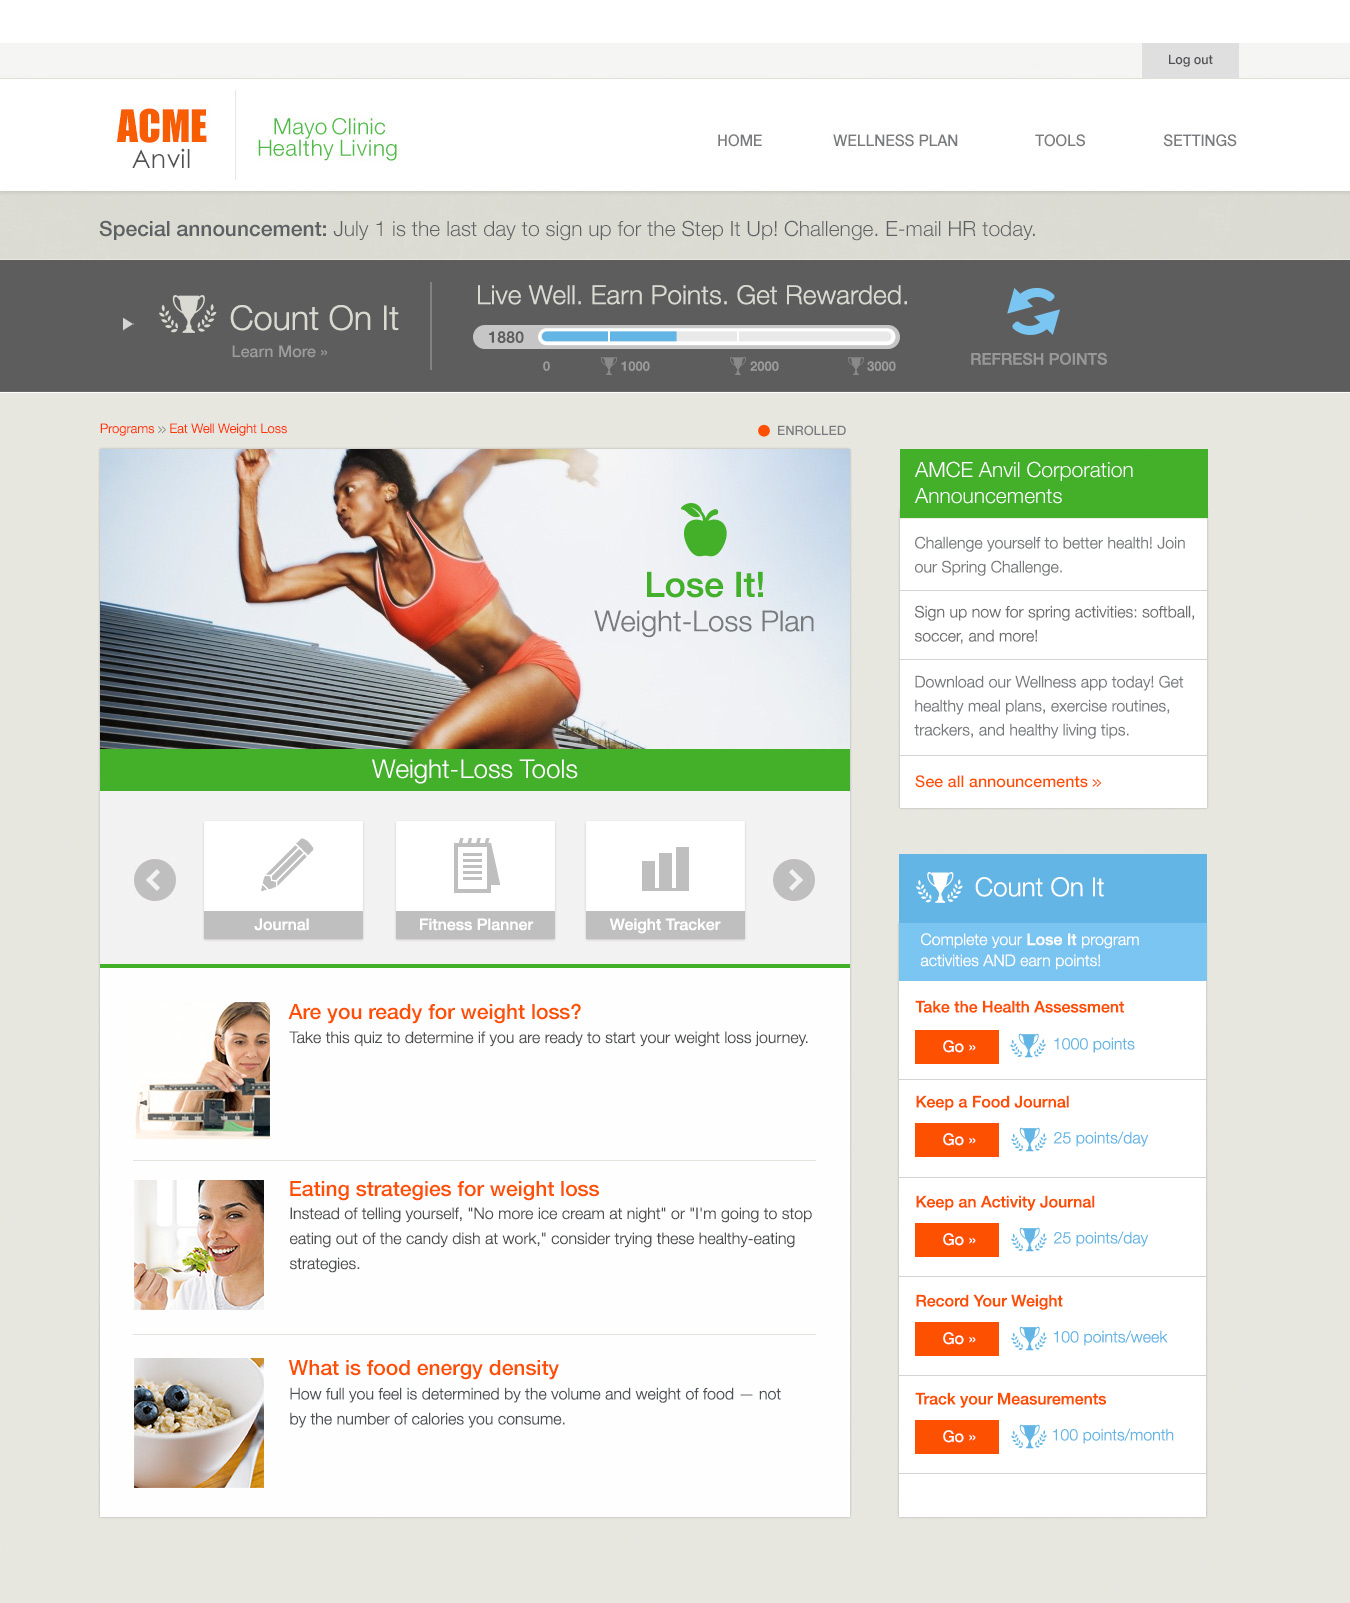 Log out
ACME
Anvil
Mayo Clinic
Healthy Living
HOME WELLNESS PLAN TOOLS SETTINGS
Special announcement: July 1 is the last day to sign up for the Step It Up! Challenge. E-mail HR today.
Count On It
Learn More »
Live Well. Earn Points. Get Rewarded.
1880
0 1000 2000 3000
REFRESH POINTS
Programs » Eat Well Weight Loss
ENROLLED
Lose It!
Weight-Loss Plan
Weight-Loss Tools
Journal
Fitness Planner
Weight Tracker
Are you ready for weight loss?
Take this quiz to determine if you are ready to start your weight loss journey.
Eating strategies for weight loss
Instead of telling yourself, "No more ice cream at night" or "I'm going to stop
eating out of the candy dish at work," consider trying these healthy-eating
strategies.
What is food energy density
How full you feel is determined by the volume and weight of food — not
by the number of calories you consume.
AMCE Anvil Corporation
Announcements
Challenge yourself to better health! Join
our Spring Challenge.
Sign up now for spring activities: softball,
soccer, and more!
Download our Wellness app today! Get
healthy meal plans, exercise routines,
trackers, and healthy living tips.
See all announcements »
Count On It
Complete your Lose It program
activities AND earn points!
Take the Health Assessment
Go » 1000 points
Keep a Food Journal
Go » 25 points/day
Keep an Activity Journal
Go » 25 points/day
Record Your Weight
Go » 100 points/week
Track your Measurements
Go » 100 points/month